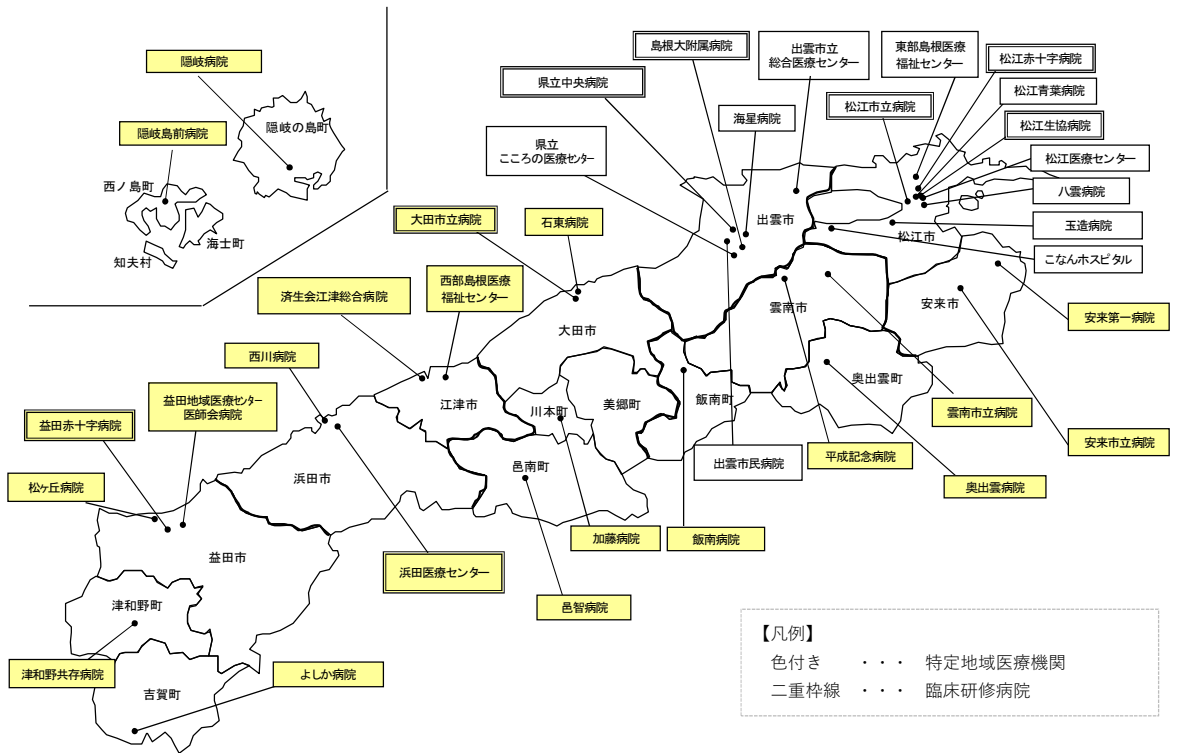 隠岐病院
隠岐の島町
隠岐島前病院
西ノ島町
海士町
知夫村
島根大附属病院
出雲市立
総合医療センター
東部島根医療
福祉センター
松江赤十字病院
県立中央病院
松江青葉病院
松江市立病院
海星病院
松江生協病院
県立
こころの医療センター
松江医療センター
八雲病院
玉造病院
こなんホスピタル
出雲市
松江市
大田市立病院
石東病院
済生会江津総合病院
西部島根医療
福祉センター
雲南市
安来市
安来第一病院
大田市
西川病院
益田地域医療センター
医師会病院
益田赤十字病院
江津市
川本町
美郷町
飯南町
奥出雲町
雲南市立病院
安来市立病院
平成記念病院
出雲市民病院
奥出雲病院
邑南町
浜田市
松ヶ丘病院
加藤病院
飯南病院
益田市
浜田医療センター
邑智病院
津和野町
津和野共存病院
吉賀町
よしか病院
【凡例】
色付き ・・・ 特定地域医療機関
二重枠線 ・・・ 臨床研修病院